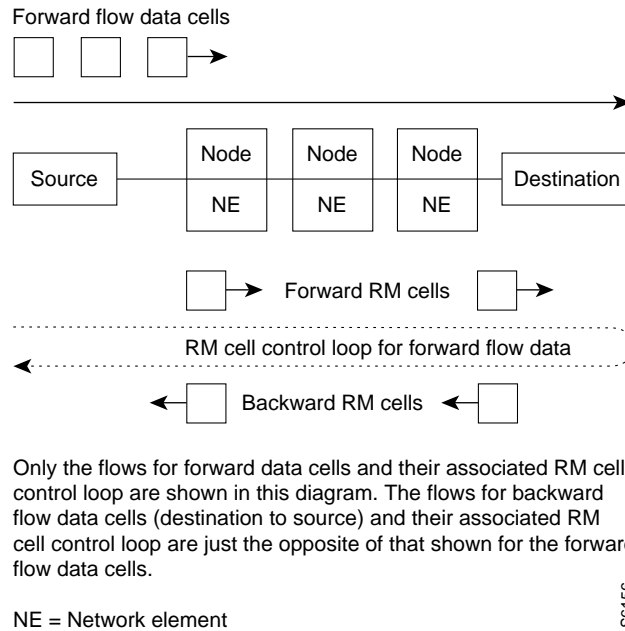 Forward flow data cells
Source
Node
NE
Node
NE
Node
NE
Destination
Forward RM cells
RM cell control loop for forward flow data
Backward RM cells
Only the flows for forward data cells and their associated RM cell
control loop are shown in this diagram. The flows for backward
flow data cells (destination to source) and their associated RM
cell control loop are just the opposite of that shown for the forwar
flow data cells.
NE = Network element